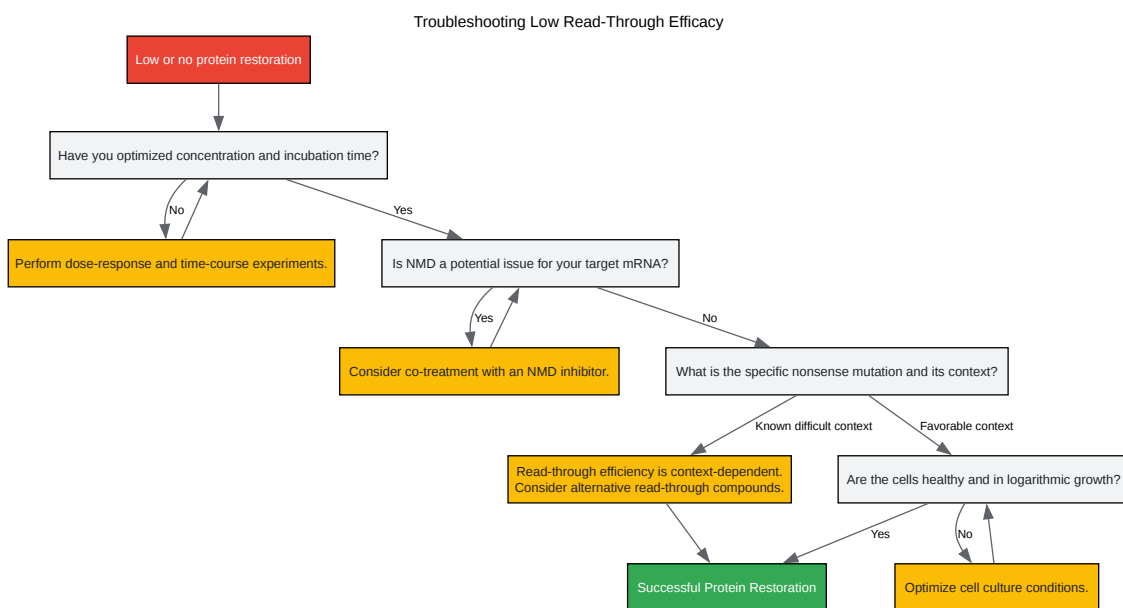 Troubleshooting Low Read-Through Efficacy
Low or no protein restoration
Have you optimized concentration and incubation time?
No
Yes
Perform dose-response and time-course experiments.
Is NMD a potential issue for your target mRNA?
Yes
No
Consider co-treatment with an NMD inhibitor.
What is the specific nonsense mutation and its context?
Known difficult context
Favorable context
Read-through efficiency is context-dependent.
Consider alternative read-through compounds.
Are the cells healthy and in logarithmic growth?
Yes
No
Successful Protein Restoration
Optimize cell culture conditions.